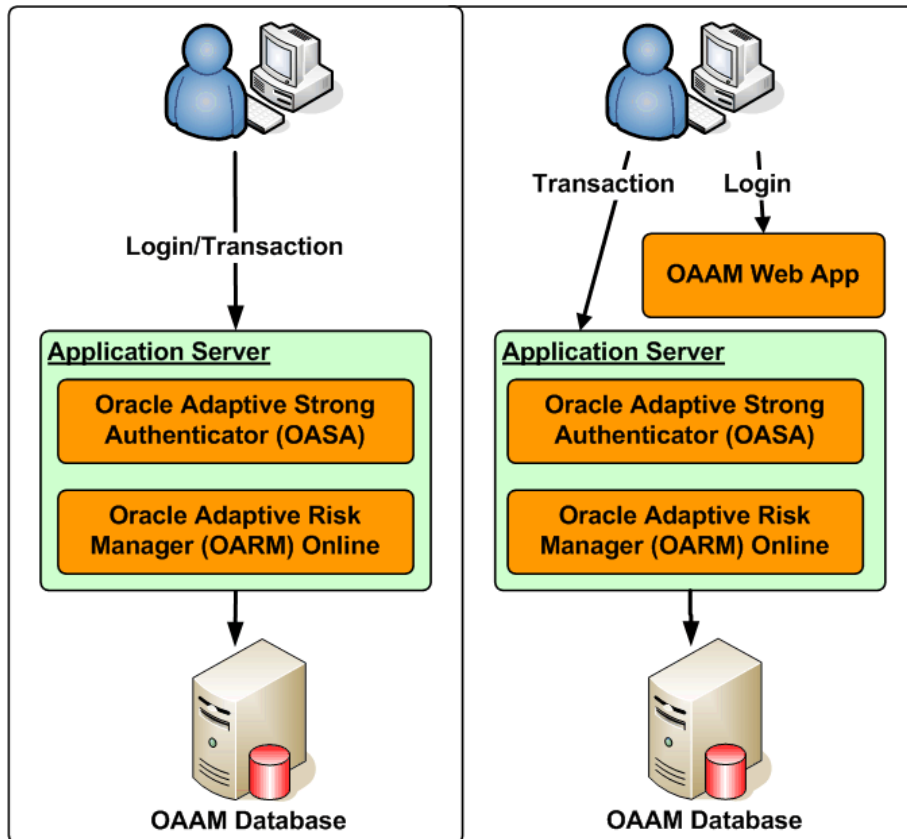 Login/Transaction
Application Server
Oracle Adaptive Strong
Authenticator (OASA)
Oracle Adaptive Risk
Manager (OARM) Online
OAAM Database
Transaction
Login
OAAM Web App
Application Server
Oracle Adaptive Strong
Authenticator (OASA)
Oracle Adaptive Risk
Manager (OARM) Online
OAAM Database